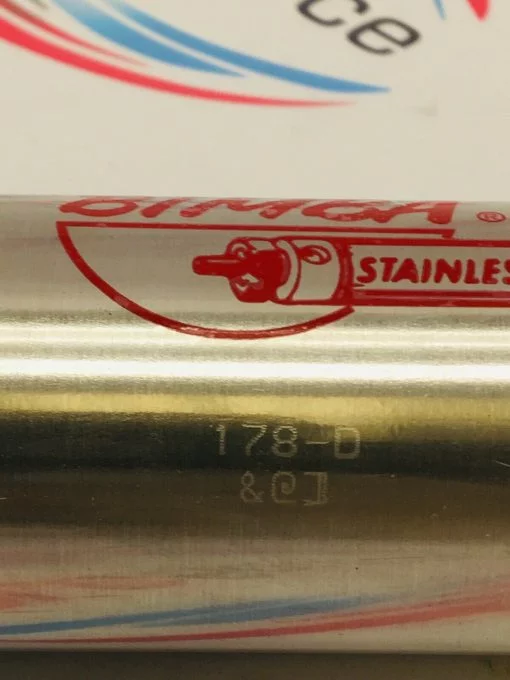 ce
BIMBA®
STAINLES
178-D
&@]